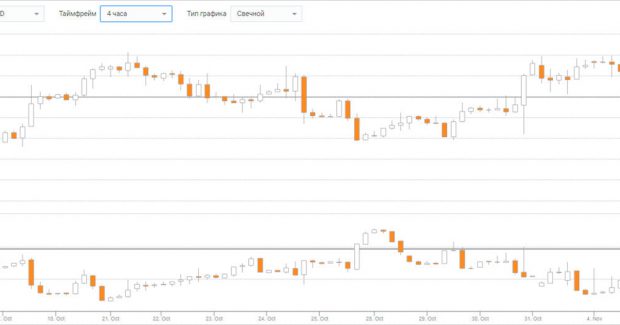 D Таймфрейм 4 часа Тип графика Свечной
. Oct 18. Oct 21. Oct 22. Oct 23. Oct 24. Oct 25. Oct 28. Oct 29. Oct 30. Oct 31. Oct 4. Nov